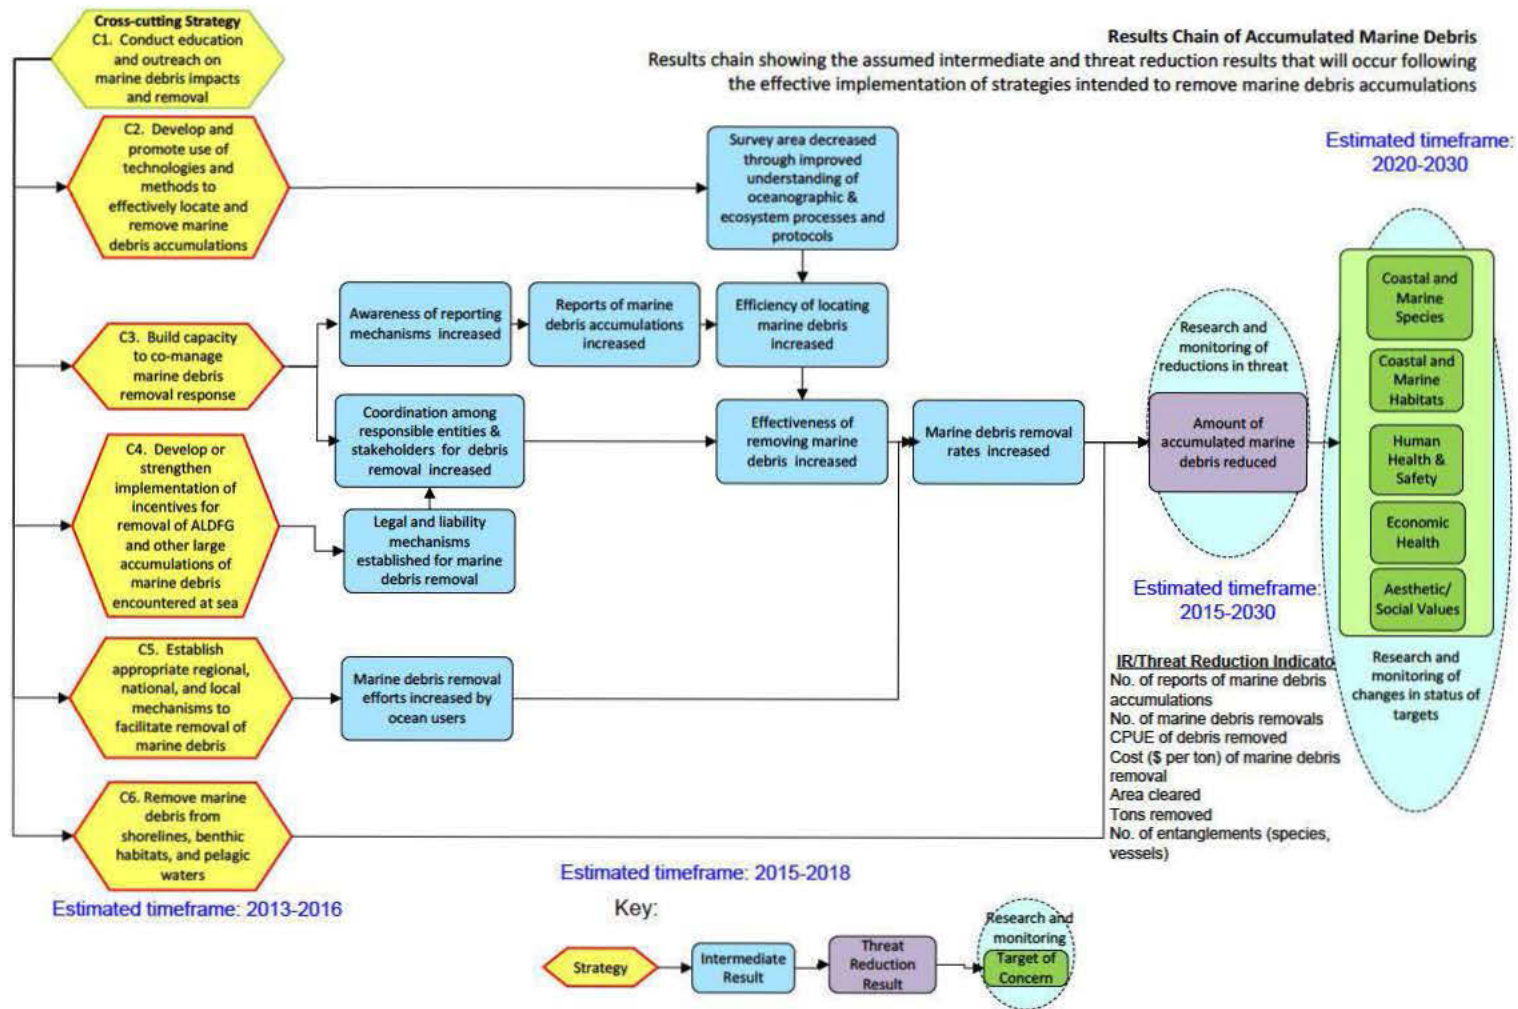 Cross-cutting Strategy
C1. Conduct education
and outreach on
marine debris impacts
and removal
Results Chain of Accumulated Marine Debris
Results chain showing the assumed intermediate and threat reduction results that will occur following
the effective implementation of strategies intended to remove marine debris accumulations
C2. Develop and
promote use of
technologies and
methods to
effectively locate and
remove marine
debris accumulations
Survey area decreased
through improved
understanding of
oceanographic &
ecosystem processes and
protocols
Estimated timeframe:
2020-2030
C3. Build capacity
to co-manage
marine debris
removal response
Awareness of reporting
mechanisms increased
Reports of marine
debris accumulations
increased
Efficiency of locating
marine debris
increased
Coordination among
responsible entities &
stakeholders for debris
removal increased
Effectiveness of
removing marine
debris increased
Marine debris removal
rates increased
Research and
monitoring of
reductions in threat
Amount of
accumulated marine
debris reduced
Coastal and
Marine
Species
Coastal and
Marine
Habitats
Human
Health &
Safety
Economic
Health
Aesthetic/
Social Values
Research and
monitoring of
changes in status of
targets
C4. Develop or
strengthen
implementation of
incentives for
removal of ALDFG
and other large
accumulations of
marine debris
encountered at sea
Legal and liability
mechanisms
established for marine
debris removal
Estimated timeframe:
2015-2030
C5. Establish
appropriate regional,
national, and local
mechanisms to
facilitate removal of
marine debris
Marine debris removal
efforts increased by
ocean users
IR/Threat Reduction Indicato
No. of reports of marine debris
accumulations
No. of marine debris removals
CPUE of debris removed
Cost ($ per ton) of marine debris
removal
Area cleared
Tons removed
No. of entanglements (species,
vessels)
C6. Remove marine
debris from
shorelines, benthic
habitats, and pelagic
waters
Estimated timeframe: 2013-2016
Estimated timeframe: 2015-2018
Key:
Strategy
Intermediate
Result
Threat
Reduction
Result
Research and
monitoring
Target of
Concern